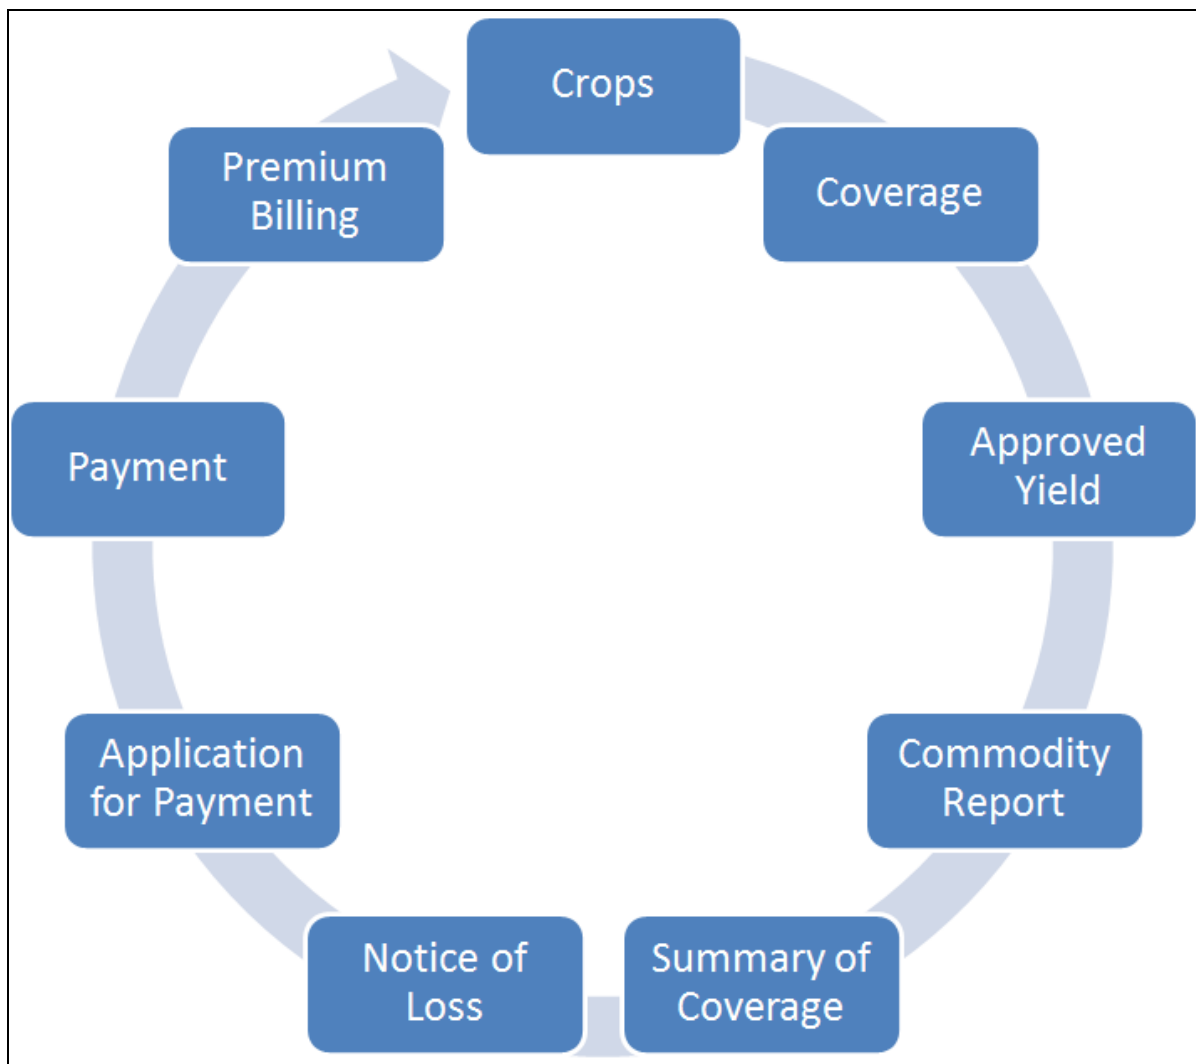 Crops
Coverage
Approved
Yield
Commodity
Report
Summary of
Coverage
Notice of
Loss
Application
for Payment
Payment
Premium
Billing